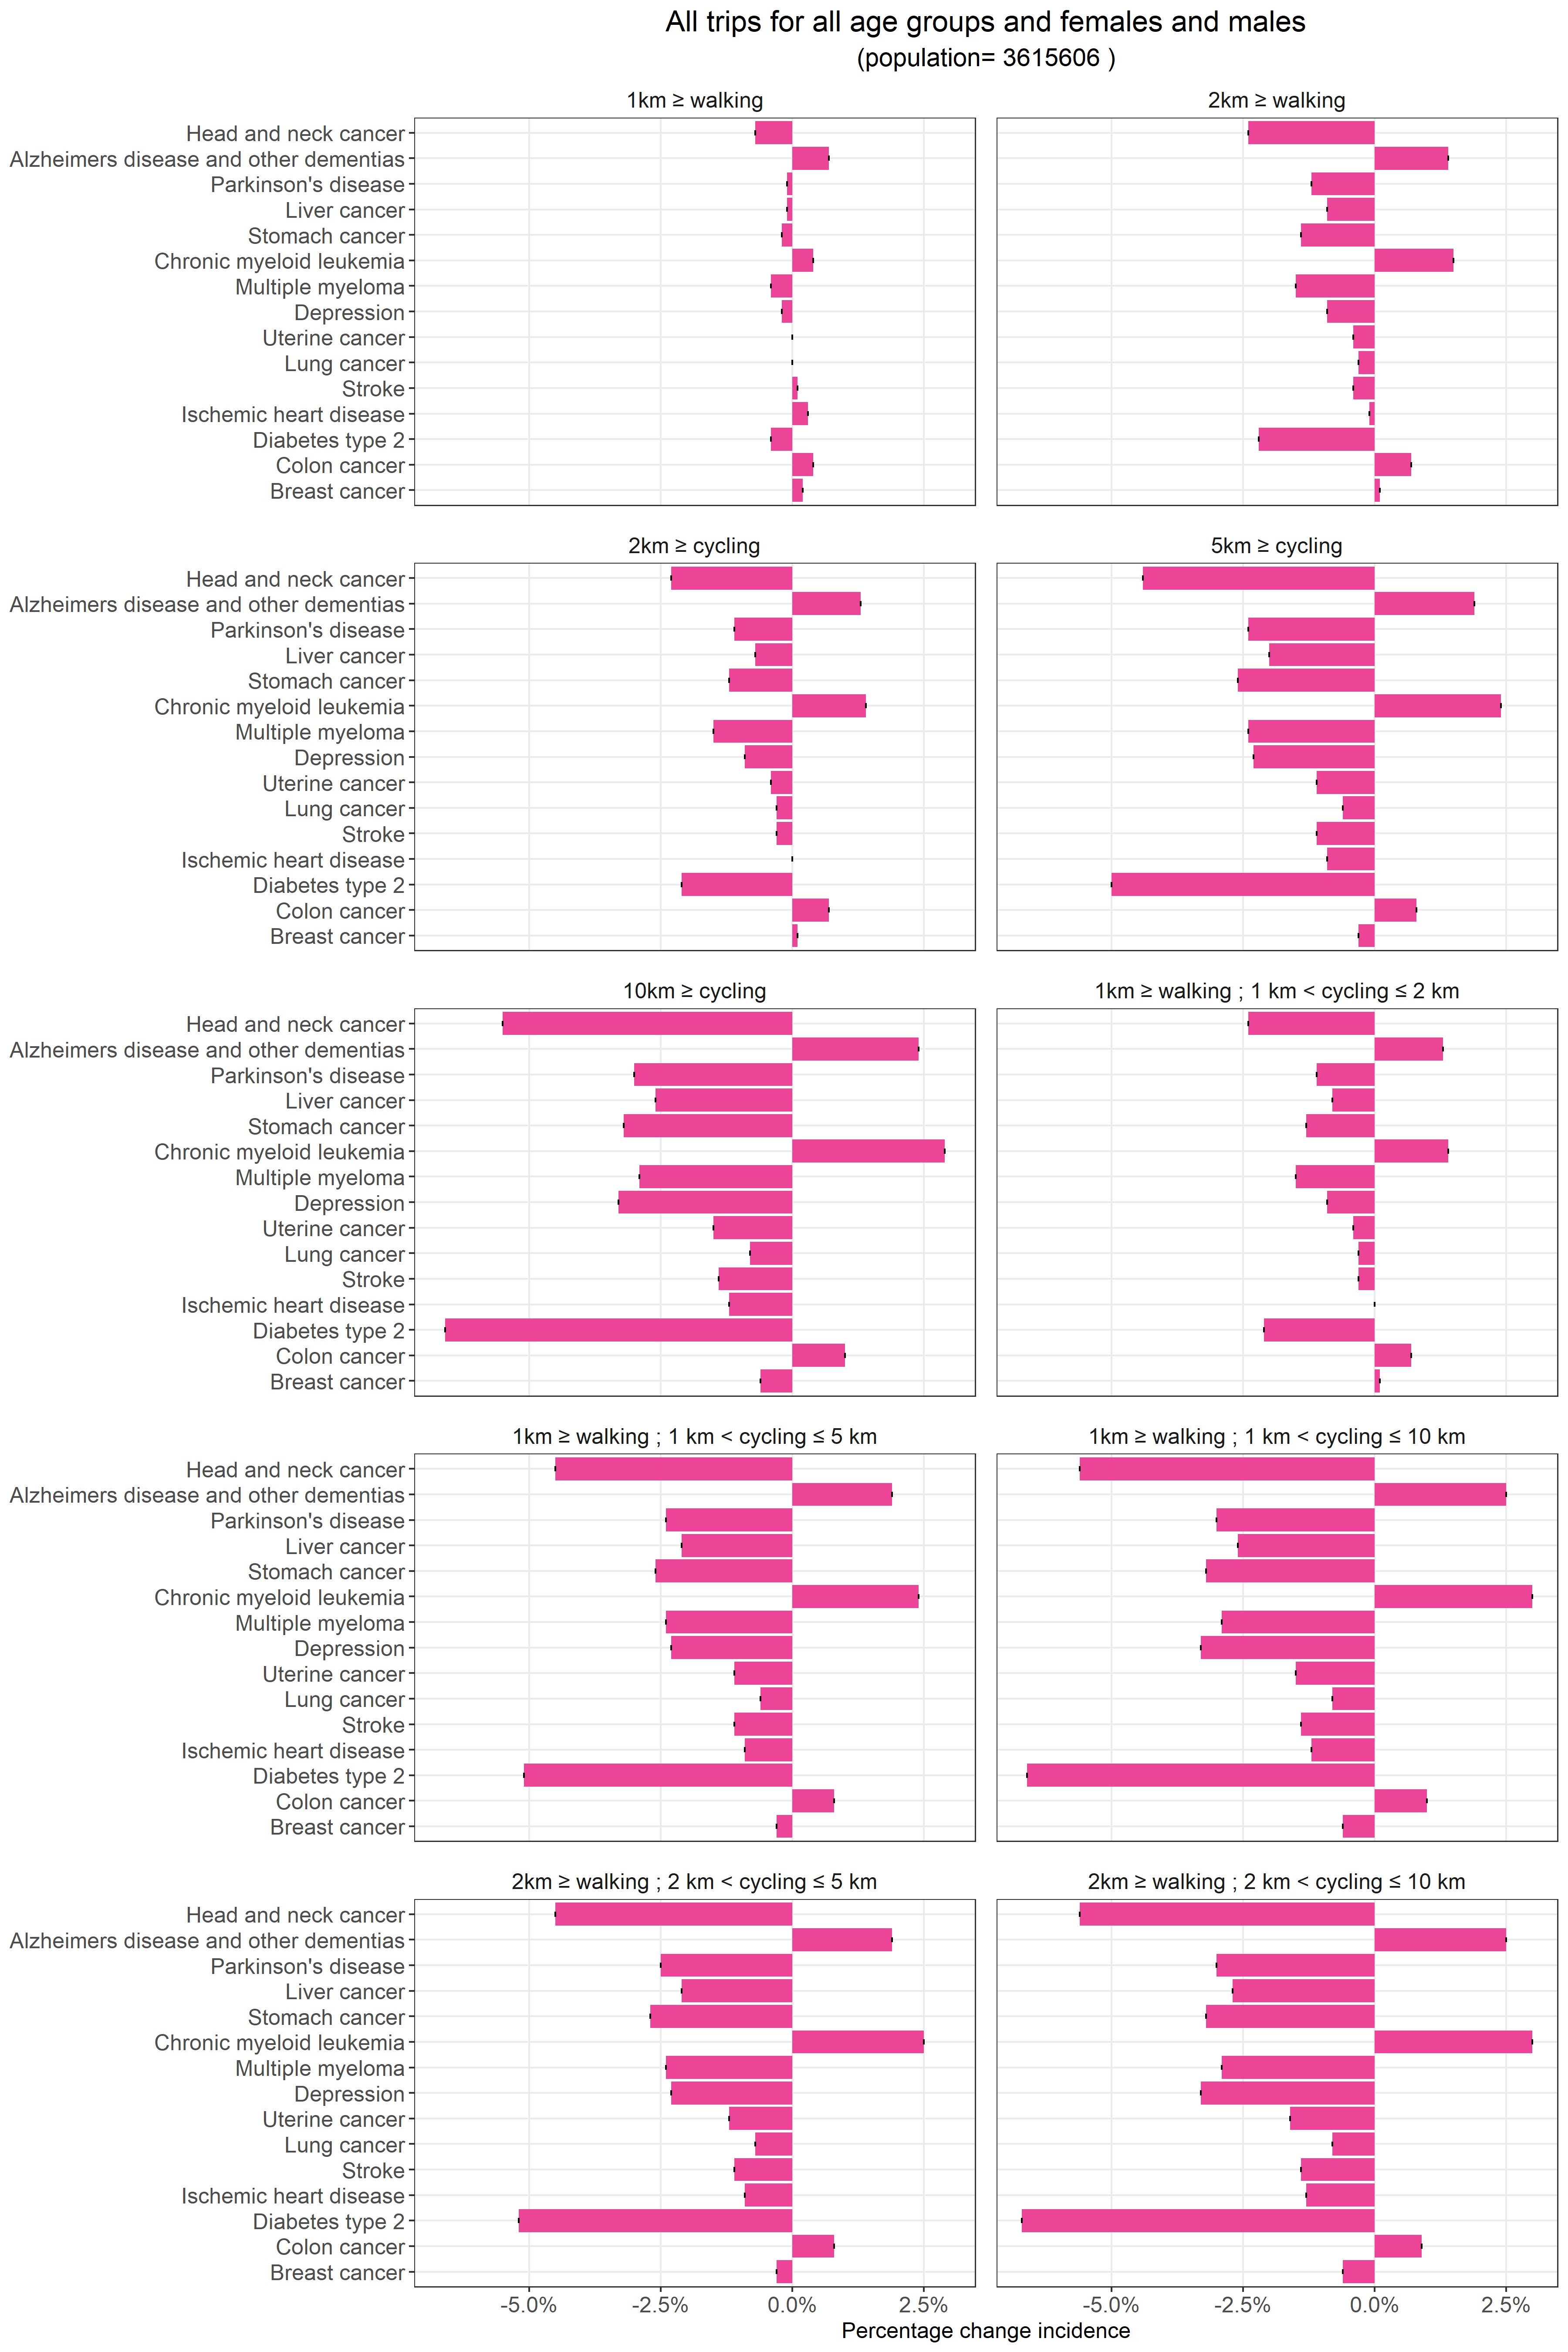 All trips for all age groups and females and males
(population= 3615606 )
1km ≥ walking
2km ≥ walking
Head and neck cancer
Alzheimers disease and other dementias
Parkinson's disease
Liver cancer
Stomach cancer
Chronic myeloid leukemia
Multiple myeloma
Depression
Uterine cancer
Lung cancer
Stroke
Ischemic heart disease
Diabetes type 2
Colon cancer
Breast cancer
2km ≥ cycling
5km ≥ cycling
Head and neck cancer
Alzheimers disease and other dementias
Parkinson's disease
Liver cancer
Stomach cancer
Chronic myeloid leukemia
Multiple myeloma
Depression
Uterine cancer
Lung cancer
Stroke
Ischemic heart disease
Diabetes type 2
Colon cancer
Breast cancer
10km ≥ cycling
1km ≥ walking ; 1 km < cycling ≤ 2 km
Head and neck cancer
Alzheimers disease and other dementias
Parkinson's disease
Liver cancer
Stomach cancer
Chronic myeloid leukemia
Multiple myeloma
Depression
Uterine cancer
Lung cancer
Stroke
Ischemic heart disease
Diabetes type 2
Colon cancer
Breast cancer
1km ≥ walking ; 1 km < cycling ≤ 5 km
1km ≥ walking ; 1 km < cycling ≤ 10 km
Head and neck cancer
Alzheimers disease and other dementias
Parkinson's disease
Liver cancer
Stomach cancer
Chronic myeloid leukemia
Multiple myeloma
Depression
Uterine cancer
Lung cancer
Stroke
Ischemic heart disease
Diabetes type 2
Colon cancer
Breast cancer
2km ≥ walking ; 2 km < cycling ≤ 5 km
2km ≥ walking ; 2 km < cycling ≤ 10 km
Head and neck cancer
Alzheimers disease and other dementias
Parkinson's disease
Liver cancer
Stomach cancer
Chronic myeloid leukemia
Multiple myeloma
Depression
Uterine cancer
Lung cancer
Stroke
Ischemic heart disease
Diabetes type 2
Colon cancer
Breast cancer
-5.0% -2.5% 0.0% 2.5%
-5.0% -2.5% 0.0% 2.5%
Percentage change incidence